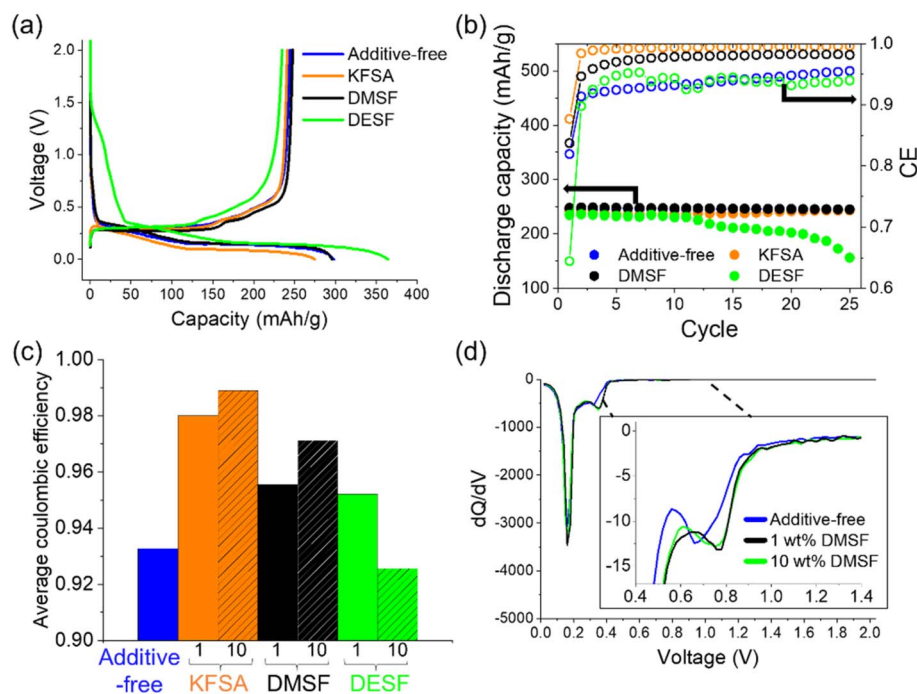 (a)
Voltage (V)
2.0
1.5
1.0
0.5
0.0
Additive-free
KFSA
DMSF
DESF
0 50 100 150 200 250 300 350 400
Capacity (mAh/g)
(b)
Discharge capacity (mAh/g)
550
500
450
400
350
300
250
200
150
100
1.0
0.9
0.8
0.7
0.6
CE
Additive-free KFSA
DMSF DESF
0 5 10 15 20 25
Cycle
(c)
Average coulombic efficiency
1.00
0.98
0.96
0.94
0.92
0.90
1 10 1 10 1 10
Additive
-free KFSA DMSF DESF
(d)
dQ/dV
0
-1000
-2000
-3000
-4000
-5000
0
-5
-10
-15
Additive-free
1 wt% DMSF
10 wt% DMSF
0.4 0.6 0.8 1.0 1.2 1.4
0.0 0.2 0.4 0.6 0.8 1.0 1.2 1.4 1.6 1.8 2.0
Voltage (V)